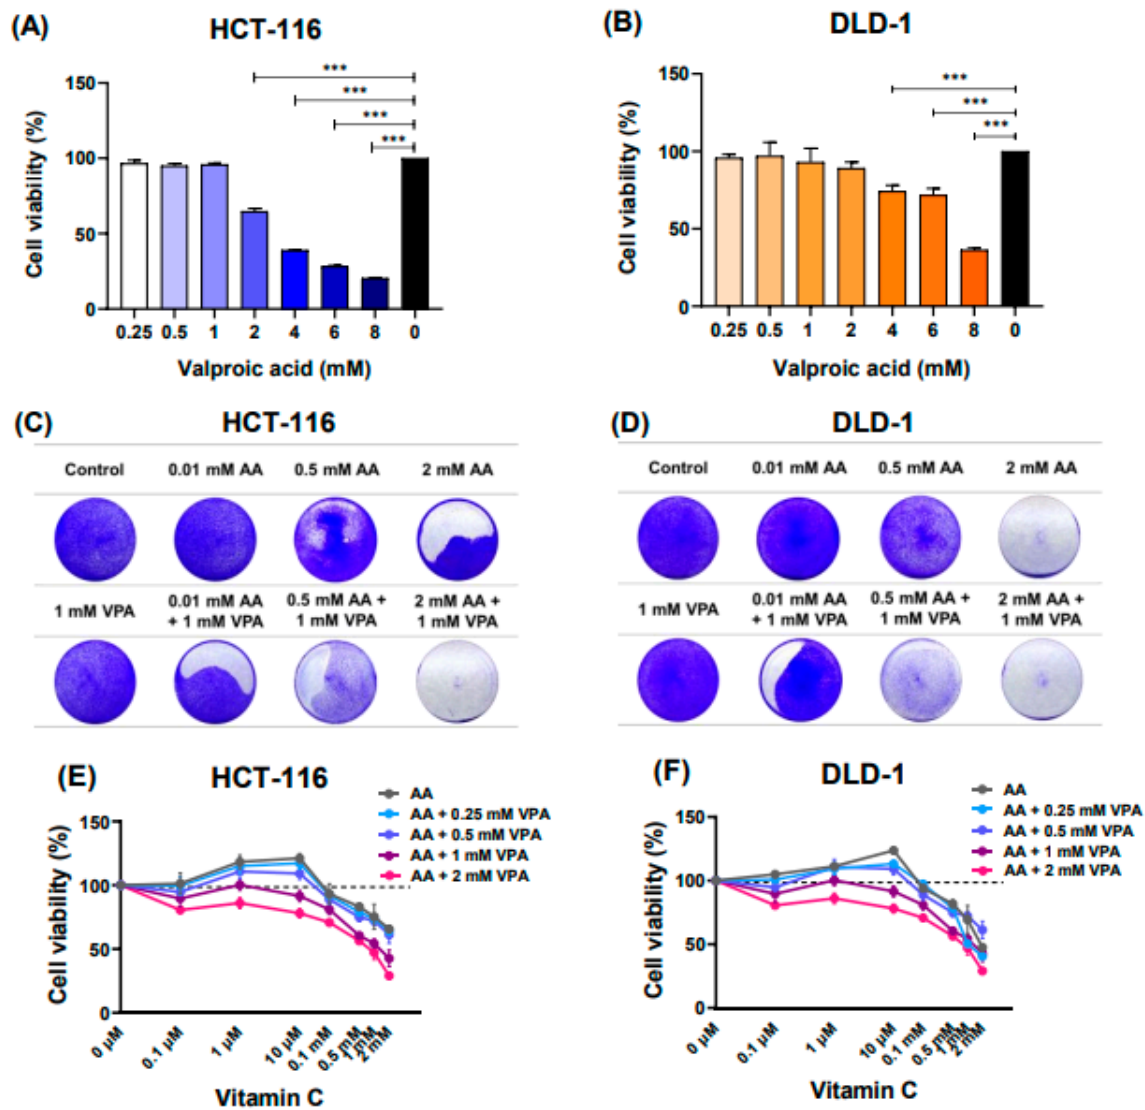 (A)
HCT-116
Cell viability (%)
150
100
50
0
***
***
***
***
0.25 0.5 1 2 4 6 8 0
Valproic acid (mM)
(B)
DLD-1
Cell viability (%)
150
100
50
0
***
***
***
0.25 0.5 1 2 4 6 8 0
Valproic acid (mM)
(C)
HCT-116
Control 0.01 mM AA 0.5 mM AA 2 mM AA
1 mM VPA 0.01 mM AA 0.5 mM AA + 2 mM AA +
+ 1 mM VPA 1 mM VPA 1 mM VPA
(D)
DLD-1
Control 0.01 mM AA 0.5 mM AA 2 mM AA
1 mM VPA 0.01 mM AA 0.5 mM AA + 2 mM AA +
+ 1 mM VPA 1 mM VPA 1 mM VPA
(E)
HCT-116
AA
AA + 0.25 mM VPA
AA + 0.5 mM VPA
AA + 1 mM VPA
AA + 2 mM VPA
Cell viability (%)
150
100
50
0
0 µM 0.1 µM 1 µM 10 µM 0.1 mM 0.5 mM 1 mM 2 mM
Vitamin C
(F)
DLD-1
AA
AA + 0.25 mM VPA
AA + 0.5 mM VPA
AA + 1 mM VPA
AA + 2 mM VPA
Cell viability (%)
150
100
50
0
0 µM 0.1 µM 1 µM 10 µM 0.1 mM 0.5 mM 1 mM 2 mM
Vitamin C